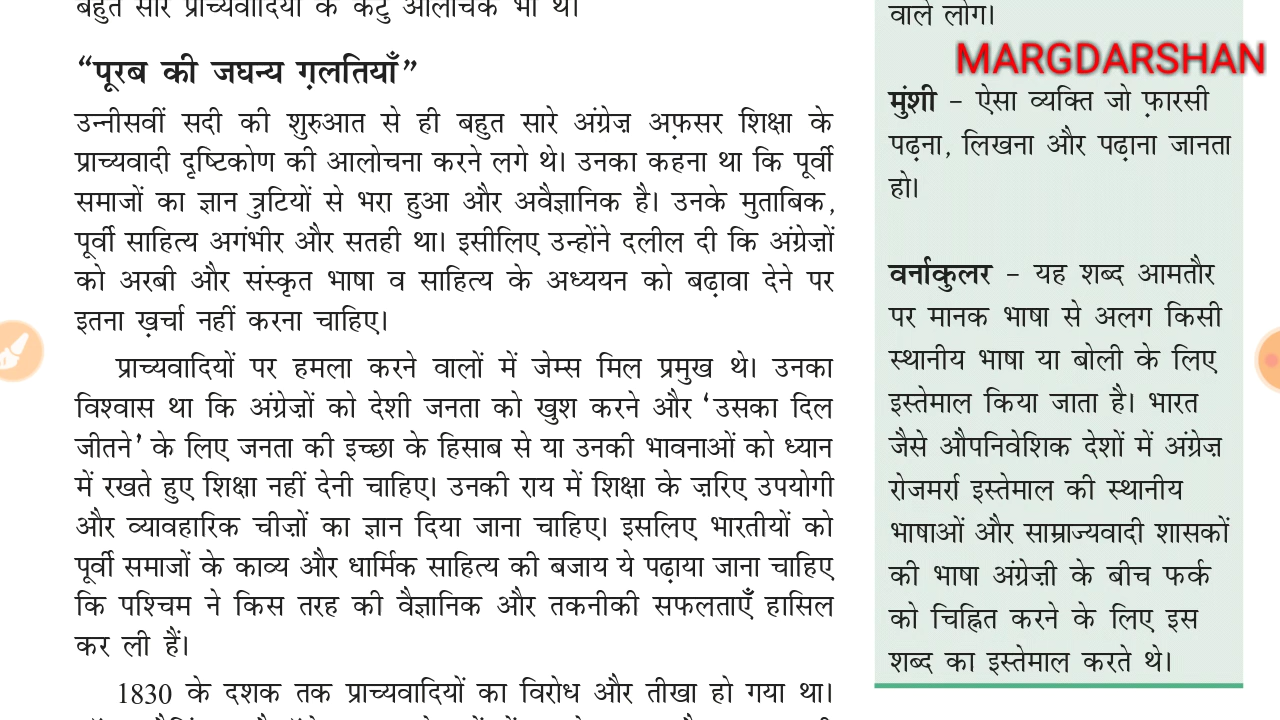 बहुत सारे प्राच्यवादियों के कटु आलोचक भी थे।
“पूरब की जघन्य ग़लतियाँ”
उन्नीसवीं सदी की शुरुआत से ही बहुत सारे अंग्रेज़ अफ़सर शिक्षा के
प्राच्यवादी दृष्टिकोण की आलोचना करने लगे थे। उनका कहना था कि पूर्वी
समाजों का ज्ञान त्रुटियों से भरा हुआ और अवैज्ञानिक है। उनके मुताबिक,
पूर्वी साहित्य अगंभीर और सतही था। इसीलिए उन्होंने दलील दी कि अंग्रेज़ों
को अरबी और संस्कृत भाषा व साहित्य के अध्ययन को बढ़ावा देने पर
इतना ख़र्चा नहीं करना चाहिए।
प्राच्यवादियों पर हमला करने वालों में जेम्स मिल प्रमुख थे। उनका
विश्वास था कि अंग्रेज़ों को देशी जनता को खुश करने और ‘उसका दिल
जीतने’ के लिए जनता की इच्छा के हिसाब से या उनकी भावनाओं को ध्यान
में रखते हुए शिक्षा नहीं देनी चाहिए। उनकी राय में शिक्षा के ज़रिए उपयोगी
और व्यावहारिक चीज़ों का ज्ञान दिया जाना चाहिए। इसलिए भारतीयों को
पूर्वी समाजों के काव्य और धार्मिक साहित्य की बजाय ये पढ़ाया जाना चाहिए
कि पश्चिम ने किस तरह की वैज्ञानिक और तकनीकी सफलताएँ हासिल
कर ली हैं।
1830 के दशक तक प्राच्यवादियों का विरोध और तीखा हो गया था।
वाले लोग।
MARGDARSHAN
मुंशी – ऐसा व्यक्ति जो फ़ारसी
पढ़ना, लिखना और पढ़ाना जानता
हो।
वर्नाकुलर – यह शब्द आमतौर
पर मानक भाषा से अलग किसी
स्थानीय भाषा या बोली के लिए
इस्तेमाल किया जाता है। भारत
जैसे औपनिवेशिक देशों में अंग्रेज़
रोजमर्रा इस्तेमाल की स्थानीय
भाषाओं और साम्राज्यवादी शासकों
की भाषा अंग्रेज़ी के बीच फर्क
को चिह्नित करने के लिए इस
शब्द का इस्तेमाल करते थे।